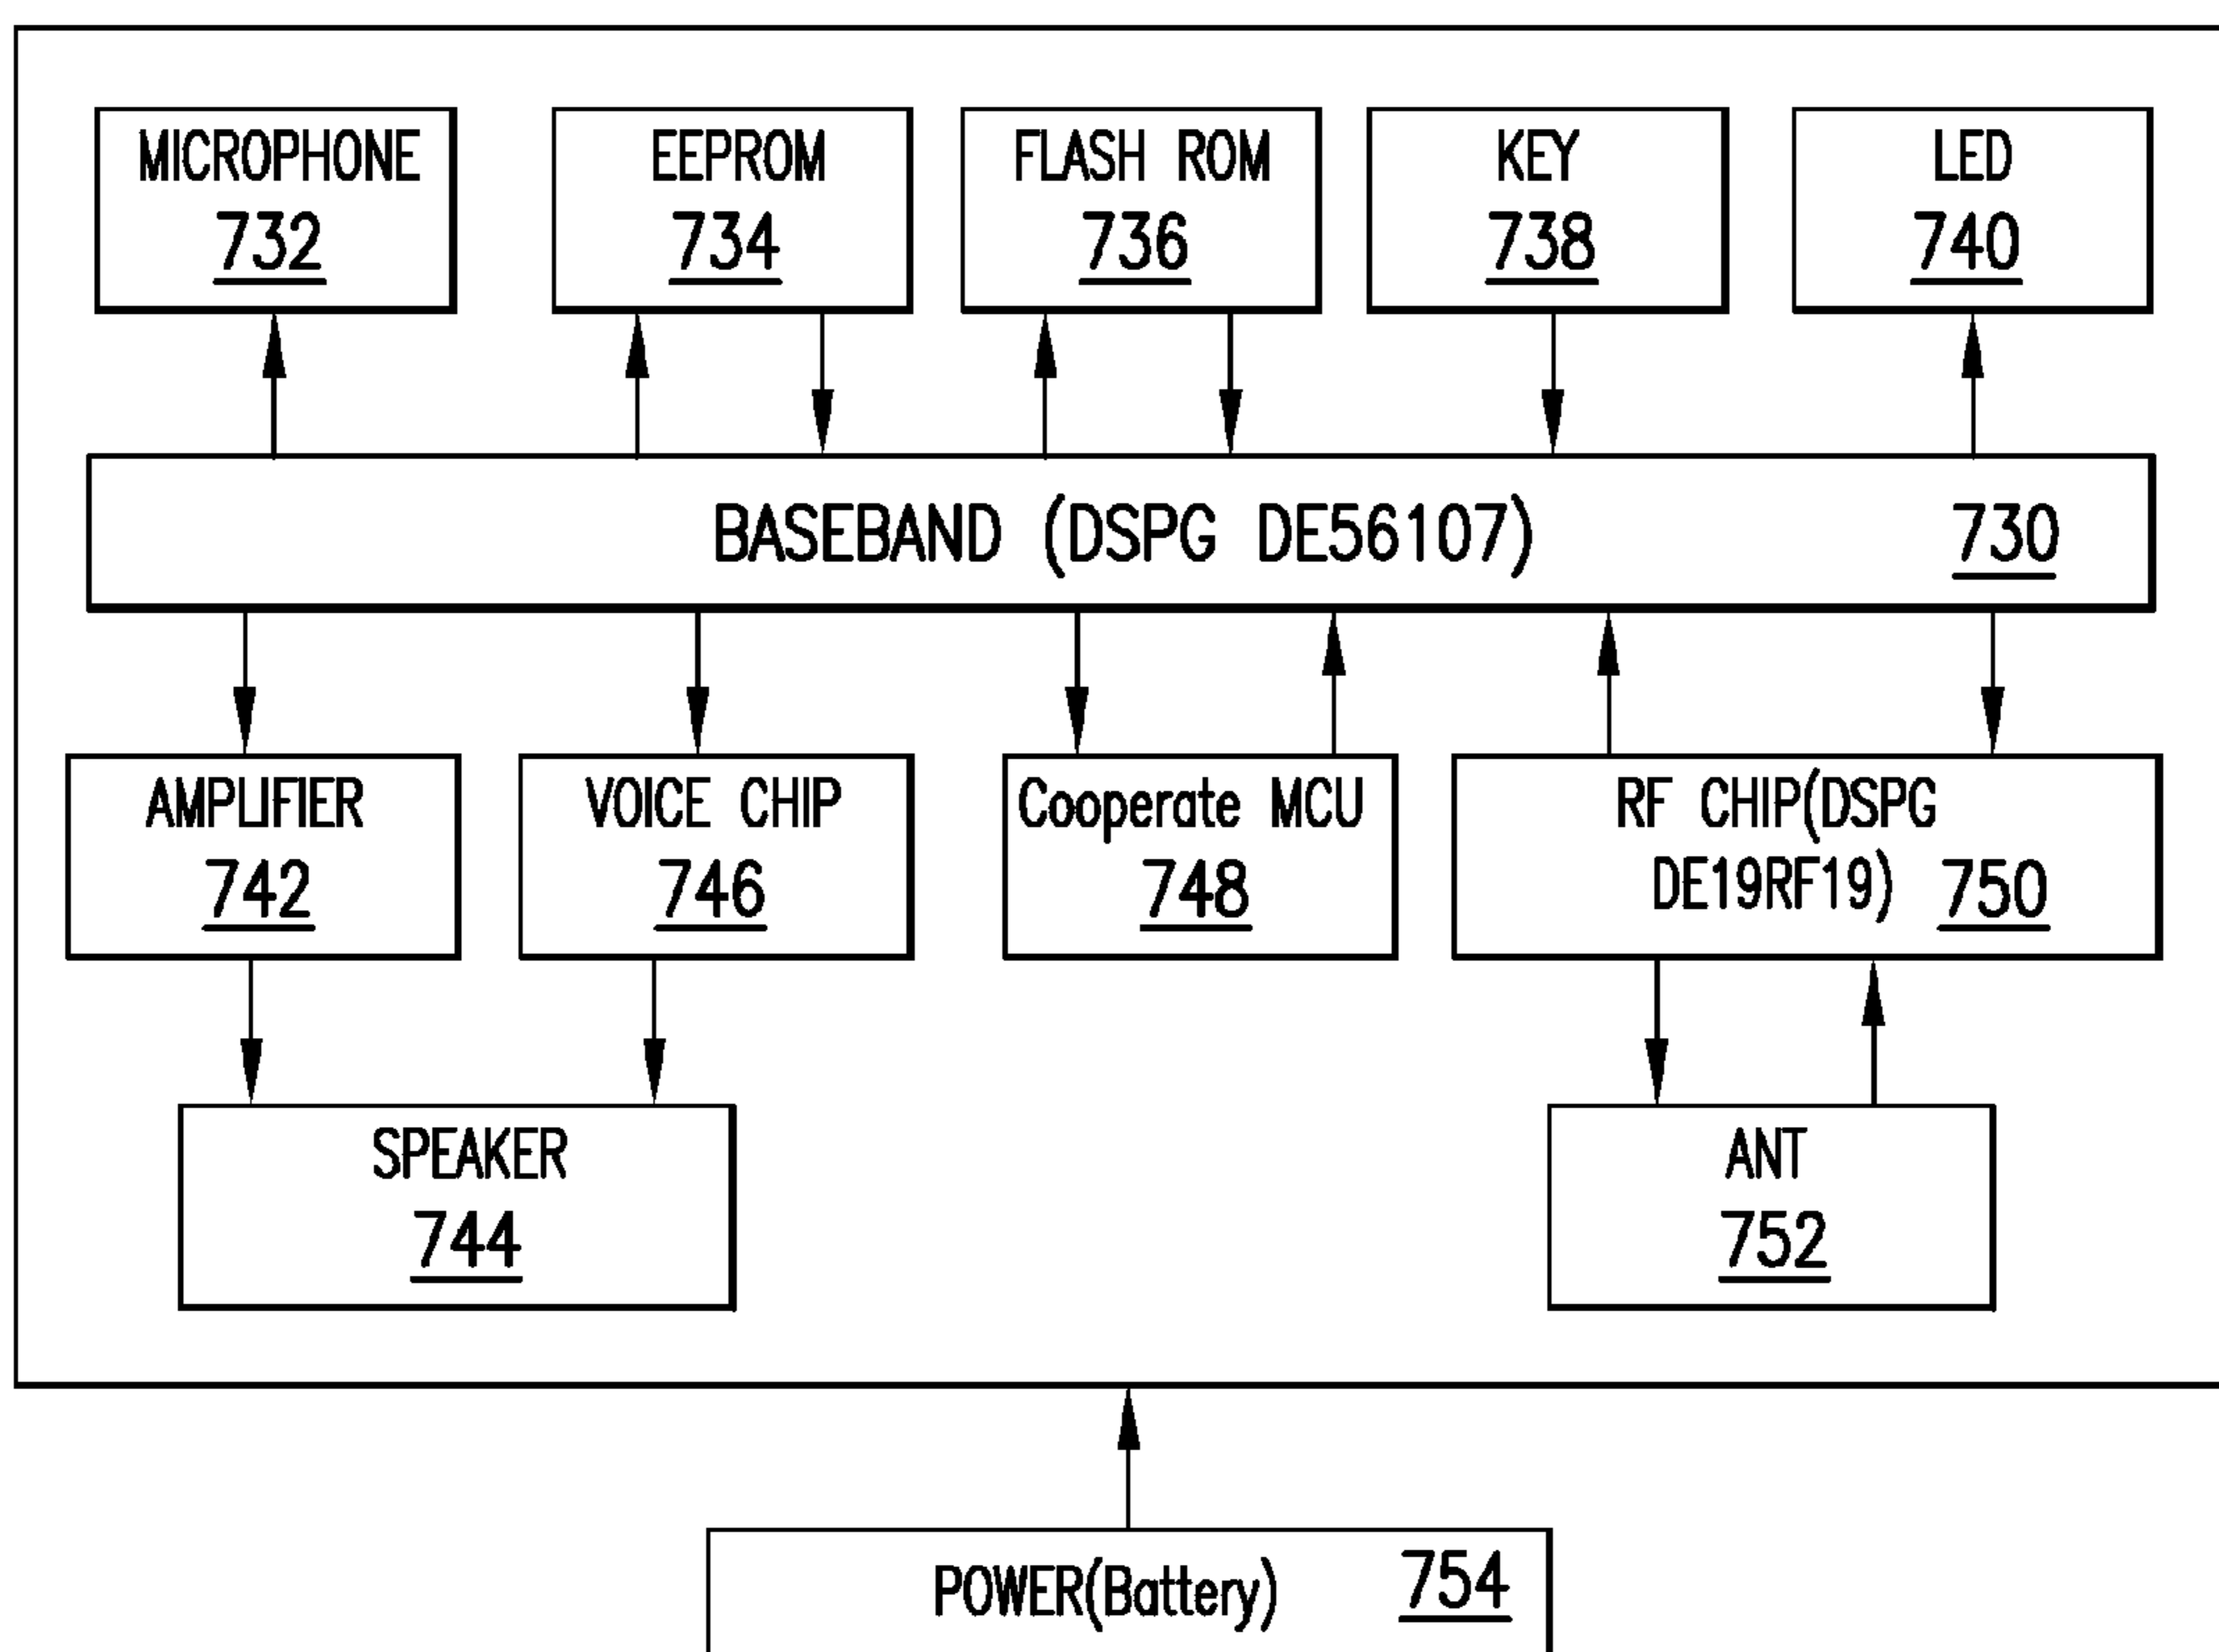 MICROPHONE
732
EEPROM
734
FLASH ROM
736
KEY
738
LED
740
BASEBAND (DSPG DE56107) 730
AMPLIFIER
742
VOICE CHIP
746
Cooperate MCU
748
RF CHIP(DSPG
DE19RF19) 750
SPEAKER
744
ANT
752
POWER(Battery) 754